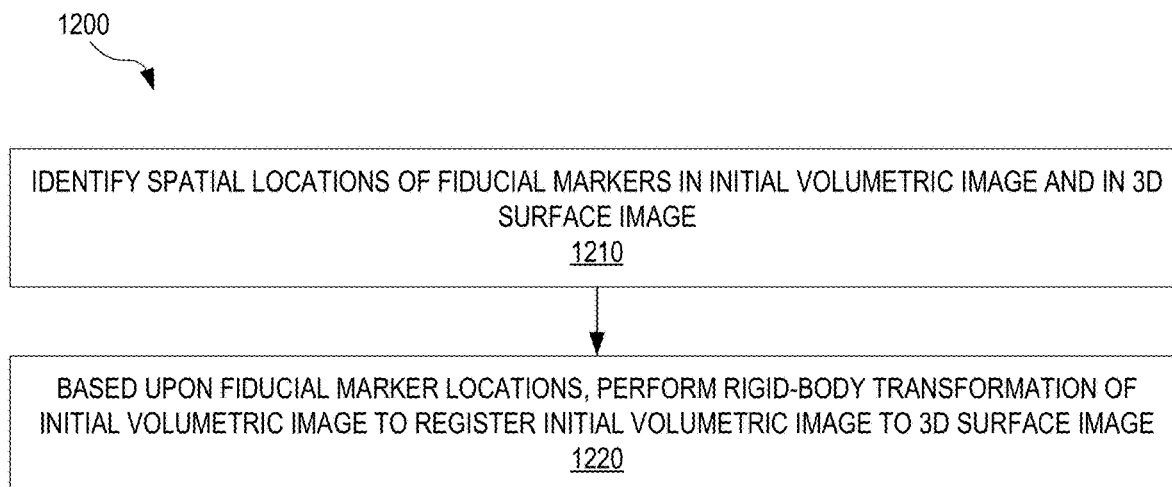 1200
IDENTIFY SPATIAL LOCATIONS OF FIDUCIAL MARKERS IN INITIAL VOLUMETRIC IMAGE AND IN 3D
SURFACE IMAGE
1210
BASED UPON FIDUCIAL MARKER LOCATIONS, PERFORM RIGID-BODY TRANSFORMATION OF
INITIAL VOLUMETRIC IMAGE TO REGISTER INITIAL VOLUMETRIC IMAGE TO 3D SURFACE IMAGE
1220